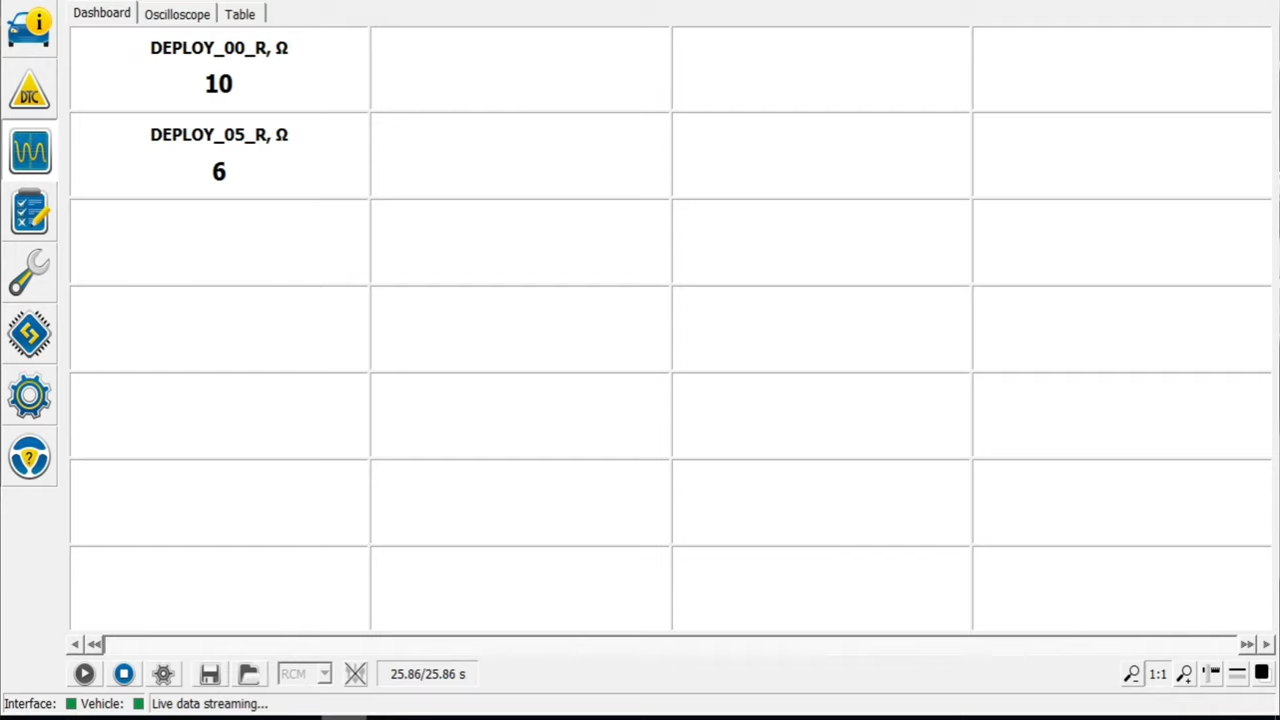 Dashboard
Oscilloscope
Table
DEPLOY_00_R, Ω
10
DEPLOY_05_R, Ω
6
DTC
RCM
25.86/25.86 s
1:1
Interface: Vehicle: Live data streaming...